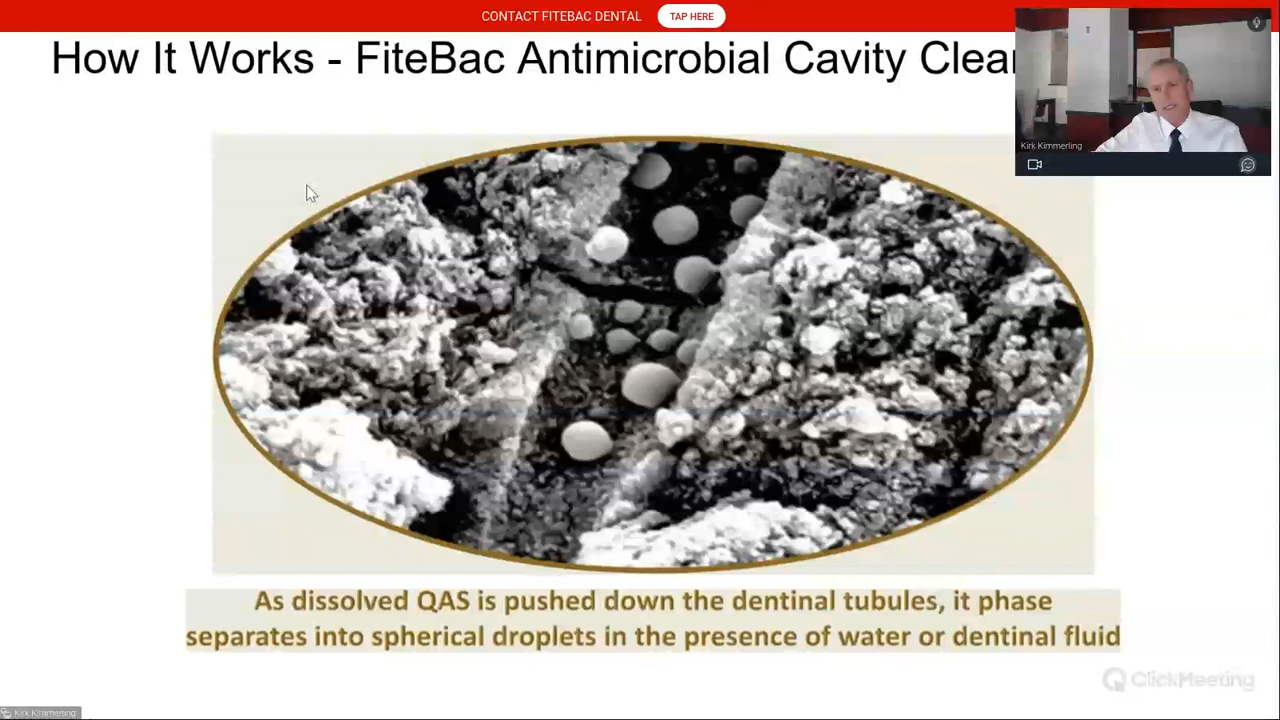 CONTACT FITEBAC DENTAL TAP HERE
How It Works - FiteBac Antimicrobial Cavity Clea
Kirk Kimmerling
As dissolved QAS is pushed down the dentinal tubules, it phase
separates into spherical droplets in the presence of water or dentinal fluid
ClickMeeting
Kirk Kimmerling